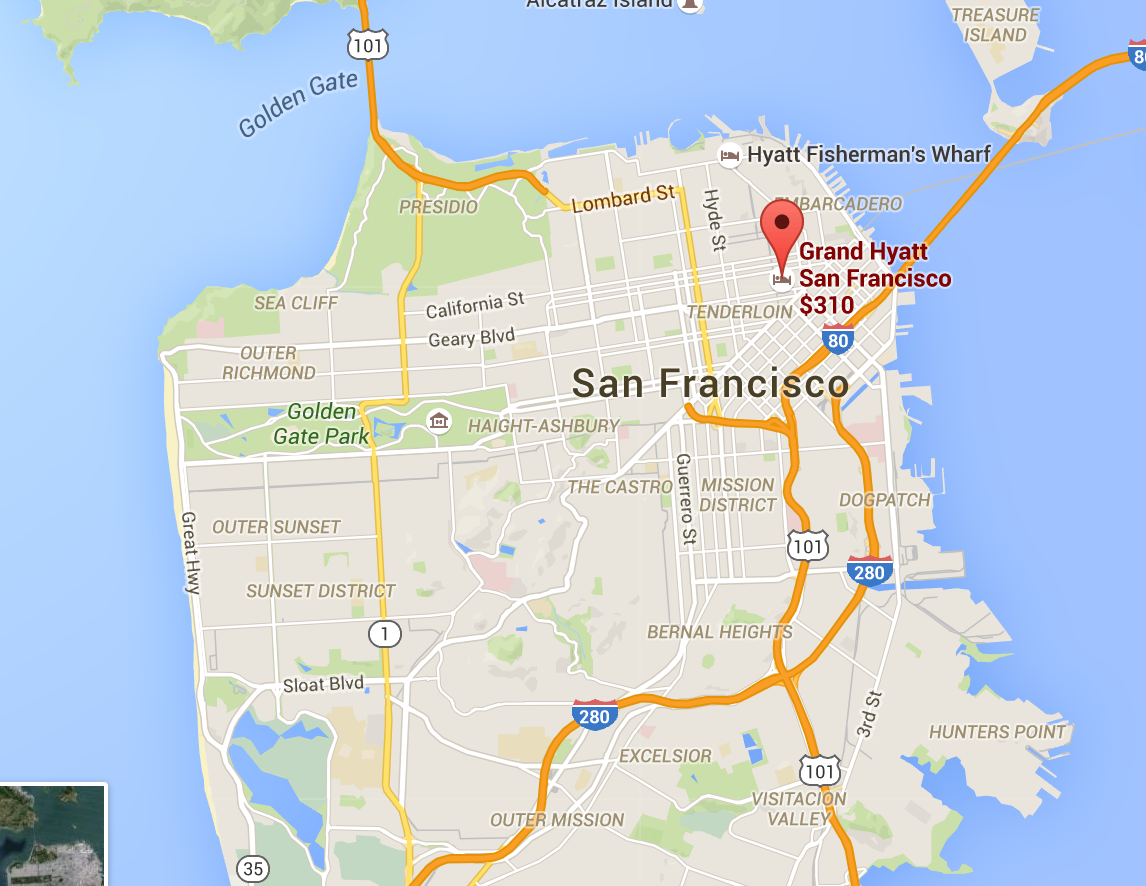 Alcatraz Island
TREASURE
ISLAND
101
80
Golden Gate
Hyatt Fisherman's Wharf
PRESIDIO
Lombard St
Hyde St
EMBARCADERO
Grand Hyatt
San Francisco
$310
SEA CLIFF
California St
TENDERLOIN
Geary Blvd
80
OUTER
RICHMOND
San Francisco
Golden
Gate Park
HAIGHT-ASHBURY
THE CASTRO
Guerrero St
MISSION
DISTRICT
DOGPATCH
Great Hwy
OUTER SUNSET
101
280
SUNSET DISTRICT
1
BERNAL HEIGHTS
Sloat Blvd
280
3rd St
HUNTERS POINT
EXCELSIOR
101
VISITACION
VALLEY
OUTER MISSION
35